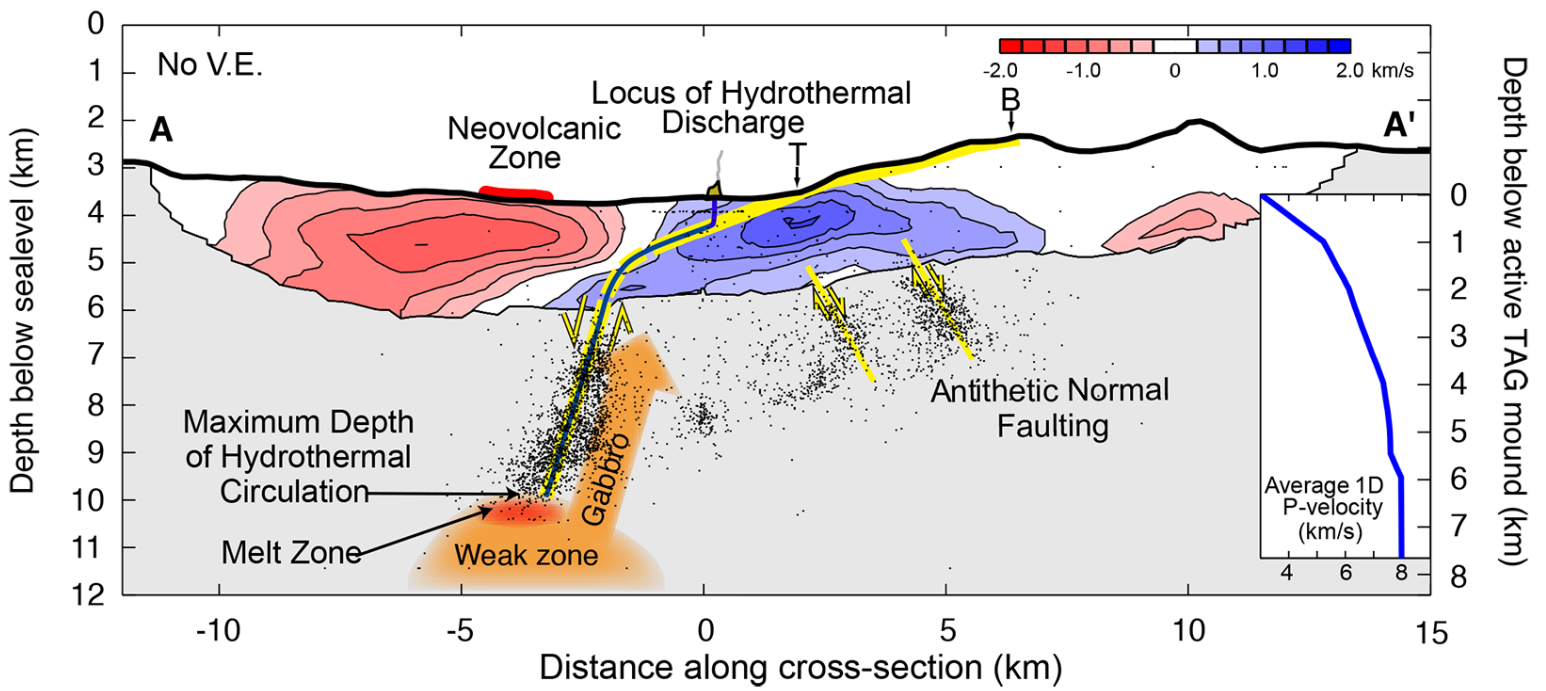 No V.E.
-2.0 -1.0 0 1.0 2.0 km/s
Locus of Hydrothermal
Discharge
T
B
A
A'
Neovolcanic
Zone
Depth below sealevel (km)
0
1
2
3
4
5
6
7
8
9
10
11
12
Maximum Depth
of Hydrothermal
Circulation
Melt Zone
Weak zone
Gabbro
Antithetic Normal
Faulting
Average 1D
P-velocity
(km/s)
4 6 8
Depth below active TAG mound (km)
0
1
2
3
4
5
6
7
8
-10 -5 0 5 10 15
Distance along cross-section (km)